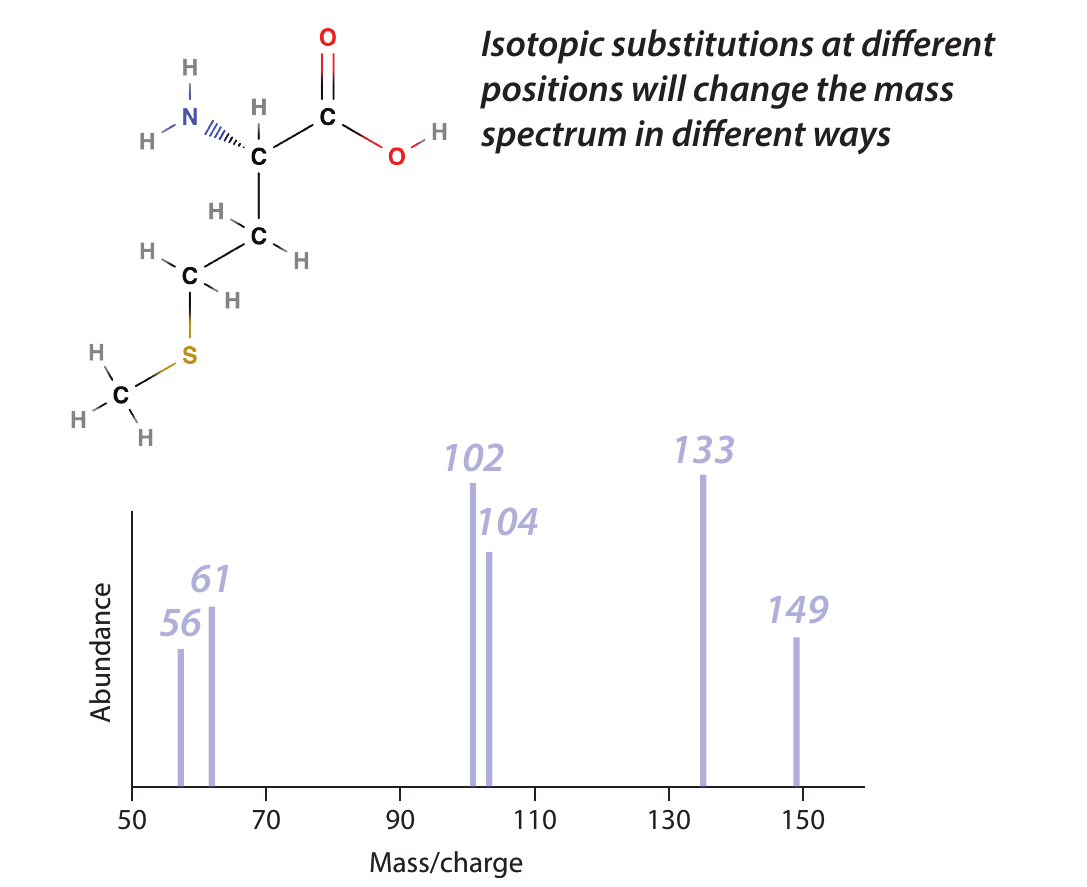 O
Isotopic substitutions at different
positions will change the mass
spectrum in different ways
H
H N H C H
H C O
H C
H H
C H
H S
H C
H H
102 133
104
61 149
56
Abundance
50 70 90 110 130 150
Mass/charge